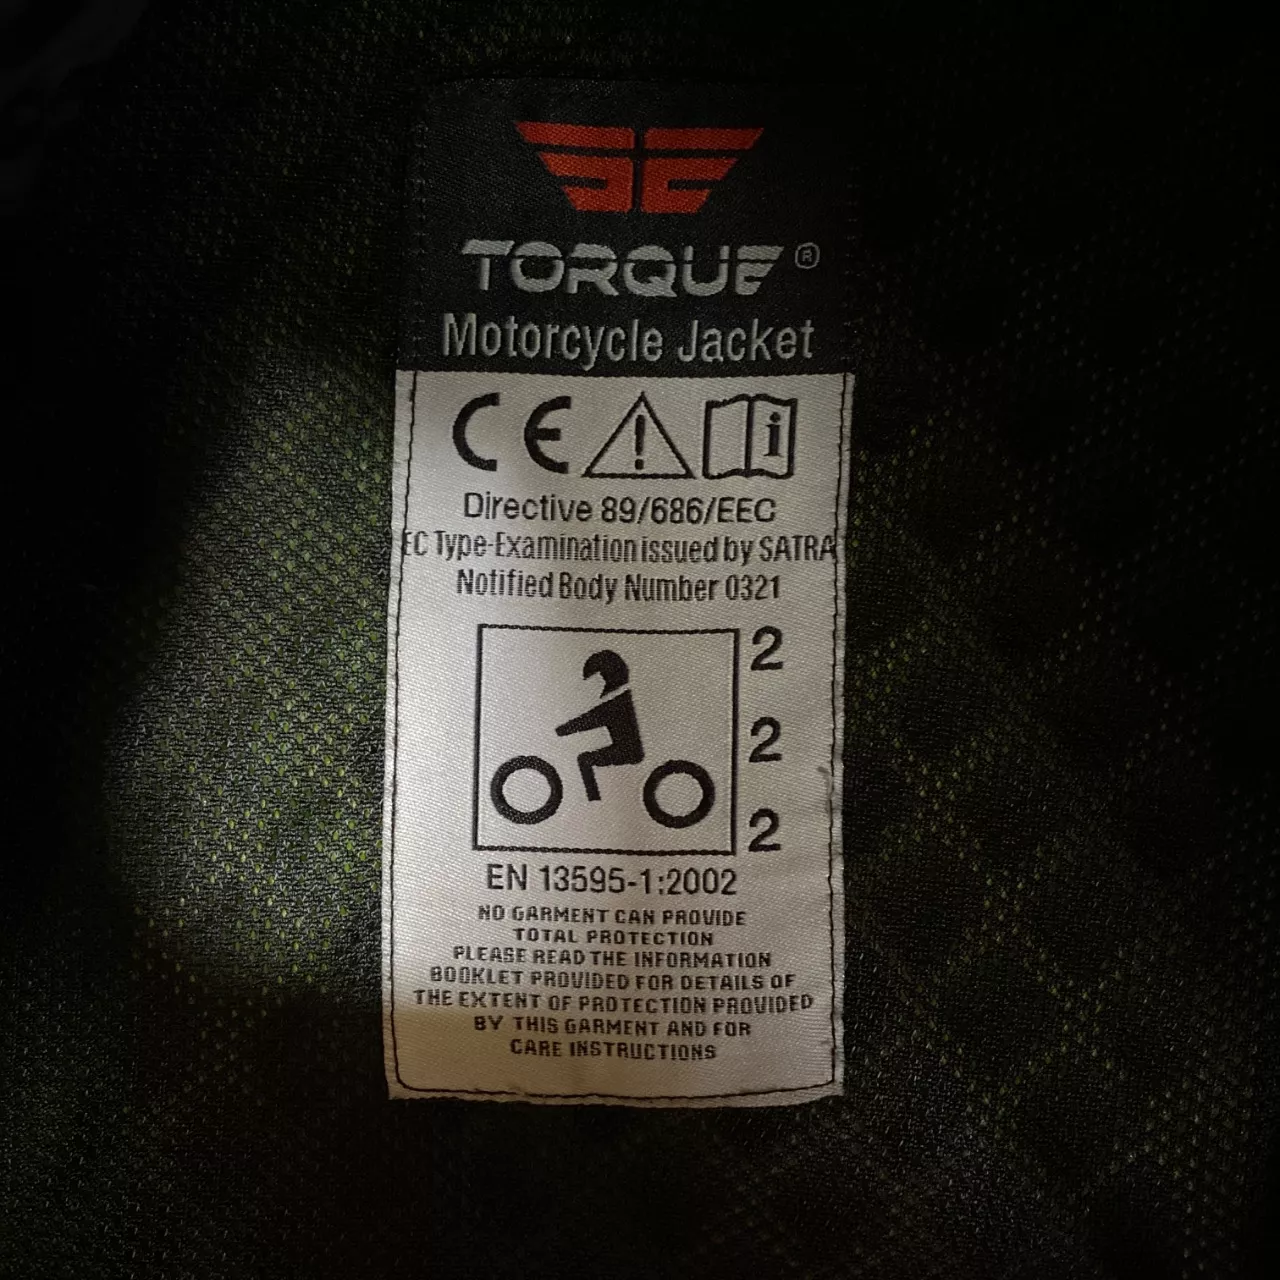 TORQUE®
Motorcycle Jacket
CE
Directive 89/686/EEC
EC Type-Examination issued by SATRA
Notified Body Number 0321
2
2
2
EN 13595-1:2002
NO GARMENT CAN PROVIDE
TOTAL PROTECTION
PLEASE READ THE INFORMATION
BOOKLET PROVIDED FOR DETAILS OF
THE EXTENT OF PROTECTION PROVIDED
BY THIS GARMENT AND FOR
CARE INSTRUCTIONS